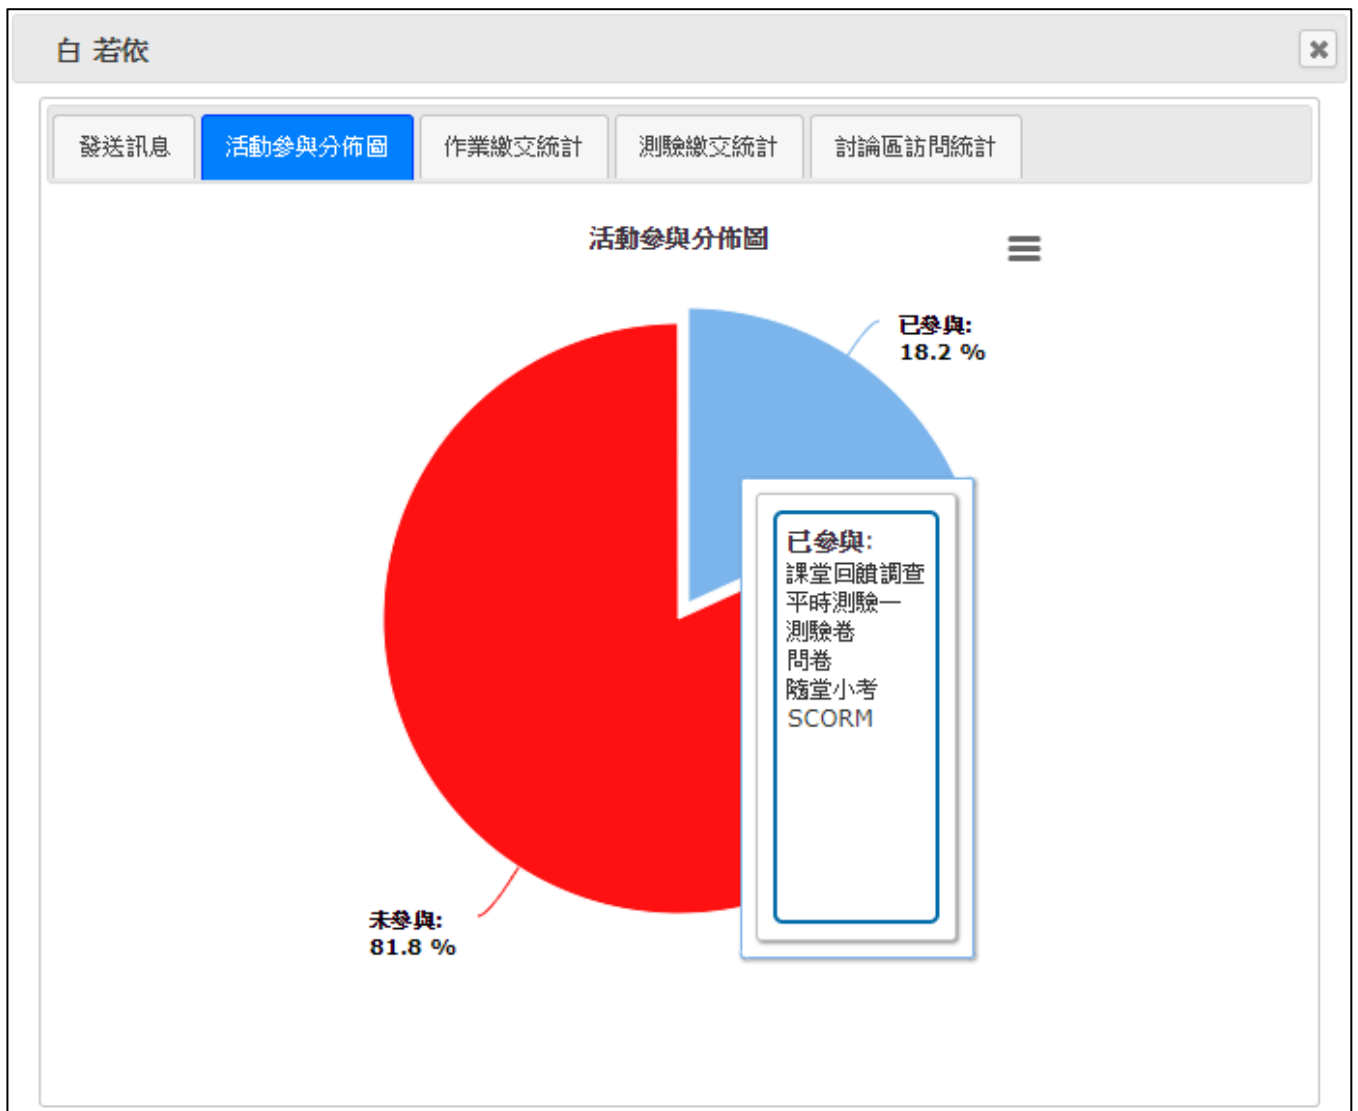 白 若依
發送訊息
活動參與分佈圖
作業繳交統計
測驗繳交統計
討論區訪問統計
活動參與分佈圖
已參與:
18.2 %
已參與:
課堂回饋調查
平時測驗一
測驗卷
問卷
隨堂小考
SCORM
未參與:
81.8 %